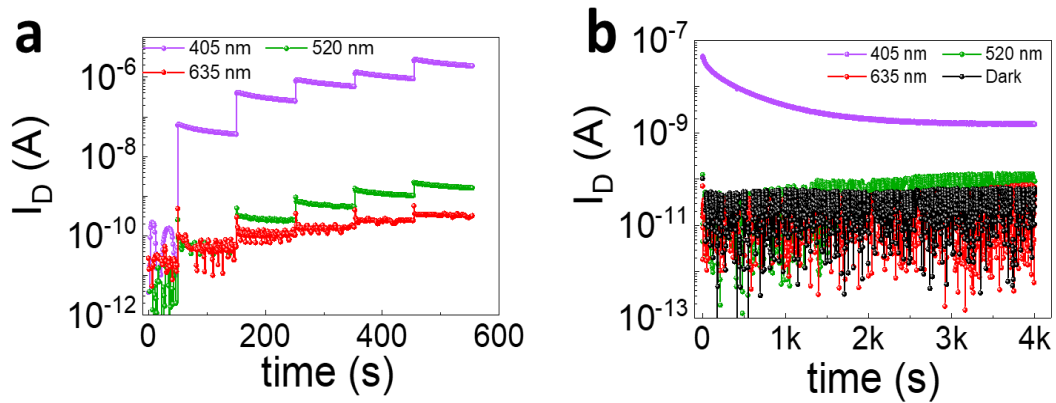 a
405 nm 520 nm
635 nm
I_D (A)
10^-6
10^-8
10^-10
10^-12
0 200 400 600
time (s)
b
405 nm 520 nm
635 nm Dark
I_D (A)
10^-7
10^-9
10^-11
10^-13
0 1k 2k 3k 4k
time (s)